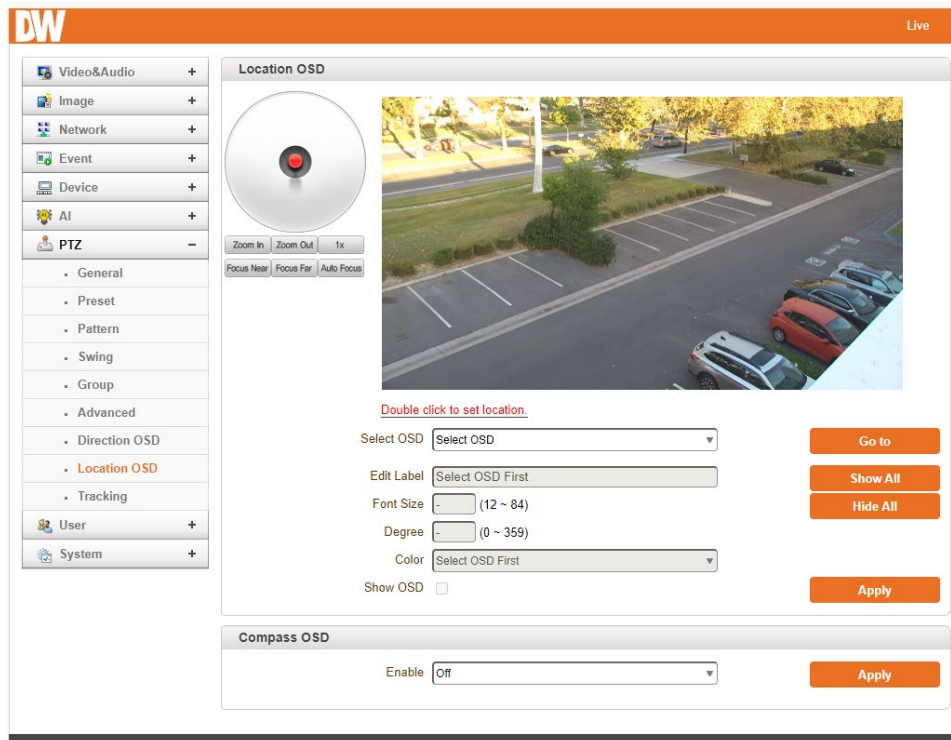 DW
Live
Video&Audio +
Image +
Network +
Event +
Device +
AI +
PTZ −
General
Preset
Pattern
Swing
Group
Advanced
Direction OSD
Location OSD
Tracking
User +
System +
Location OSD
Zoom In Zoom Out 1x
Focus Near Focus Far Auto Focus
Double click to set location.
Select OSD Select OSD Go to
Edit Label Select OSD First Show All
Font Size - (12 ~ 84) Hide All
Degree - (0 ~ 359)
Color Select OSD First
Show OSD Apply
Compass OSD
Enable Off Apply